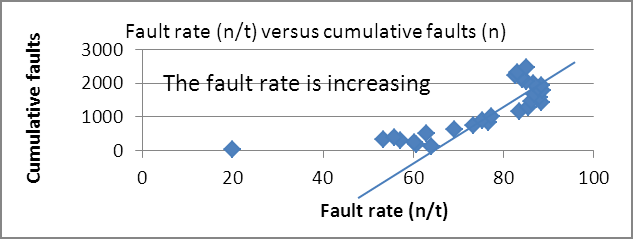 Fault rate (n/t) versus cumulative faults (n)
Cumulative faults
3000
2000
1000
0
The fault rate is increasing
0 20 40 60 80 100
Fault rate (n/t)